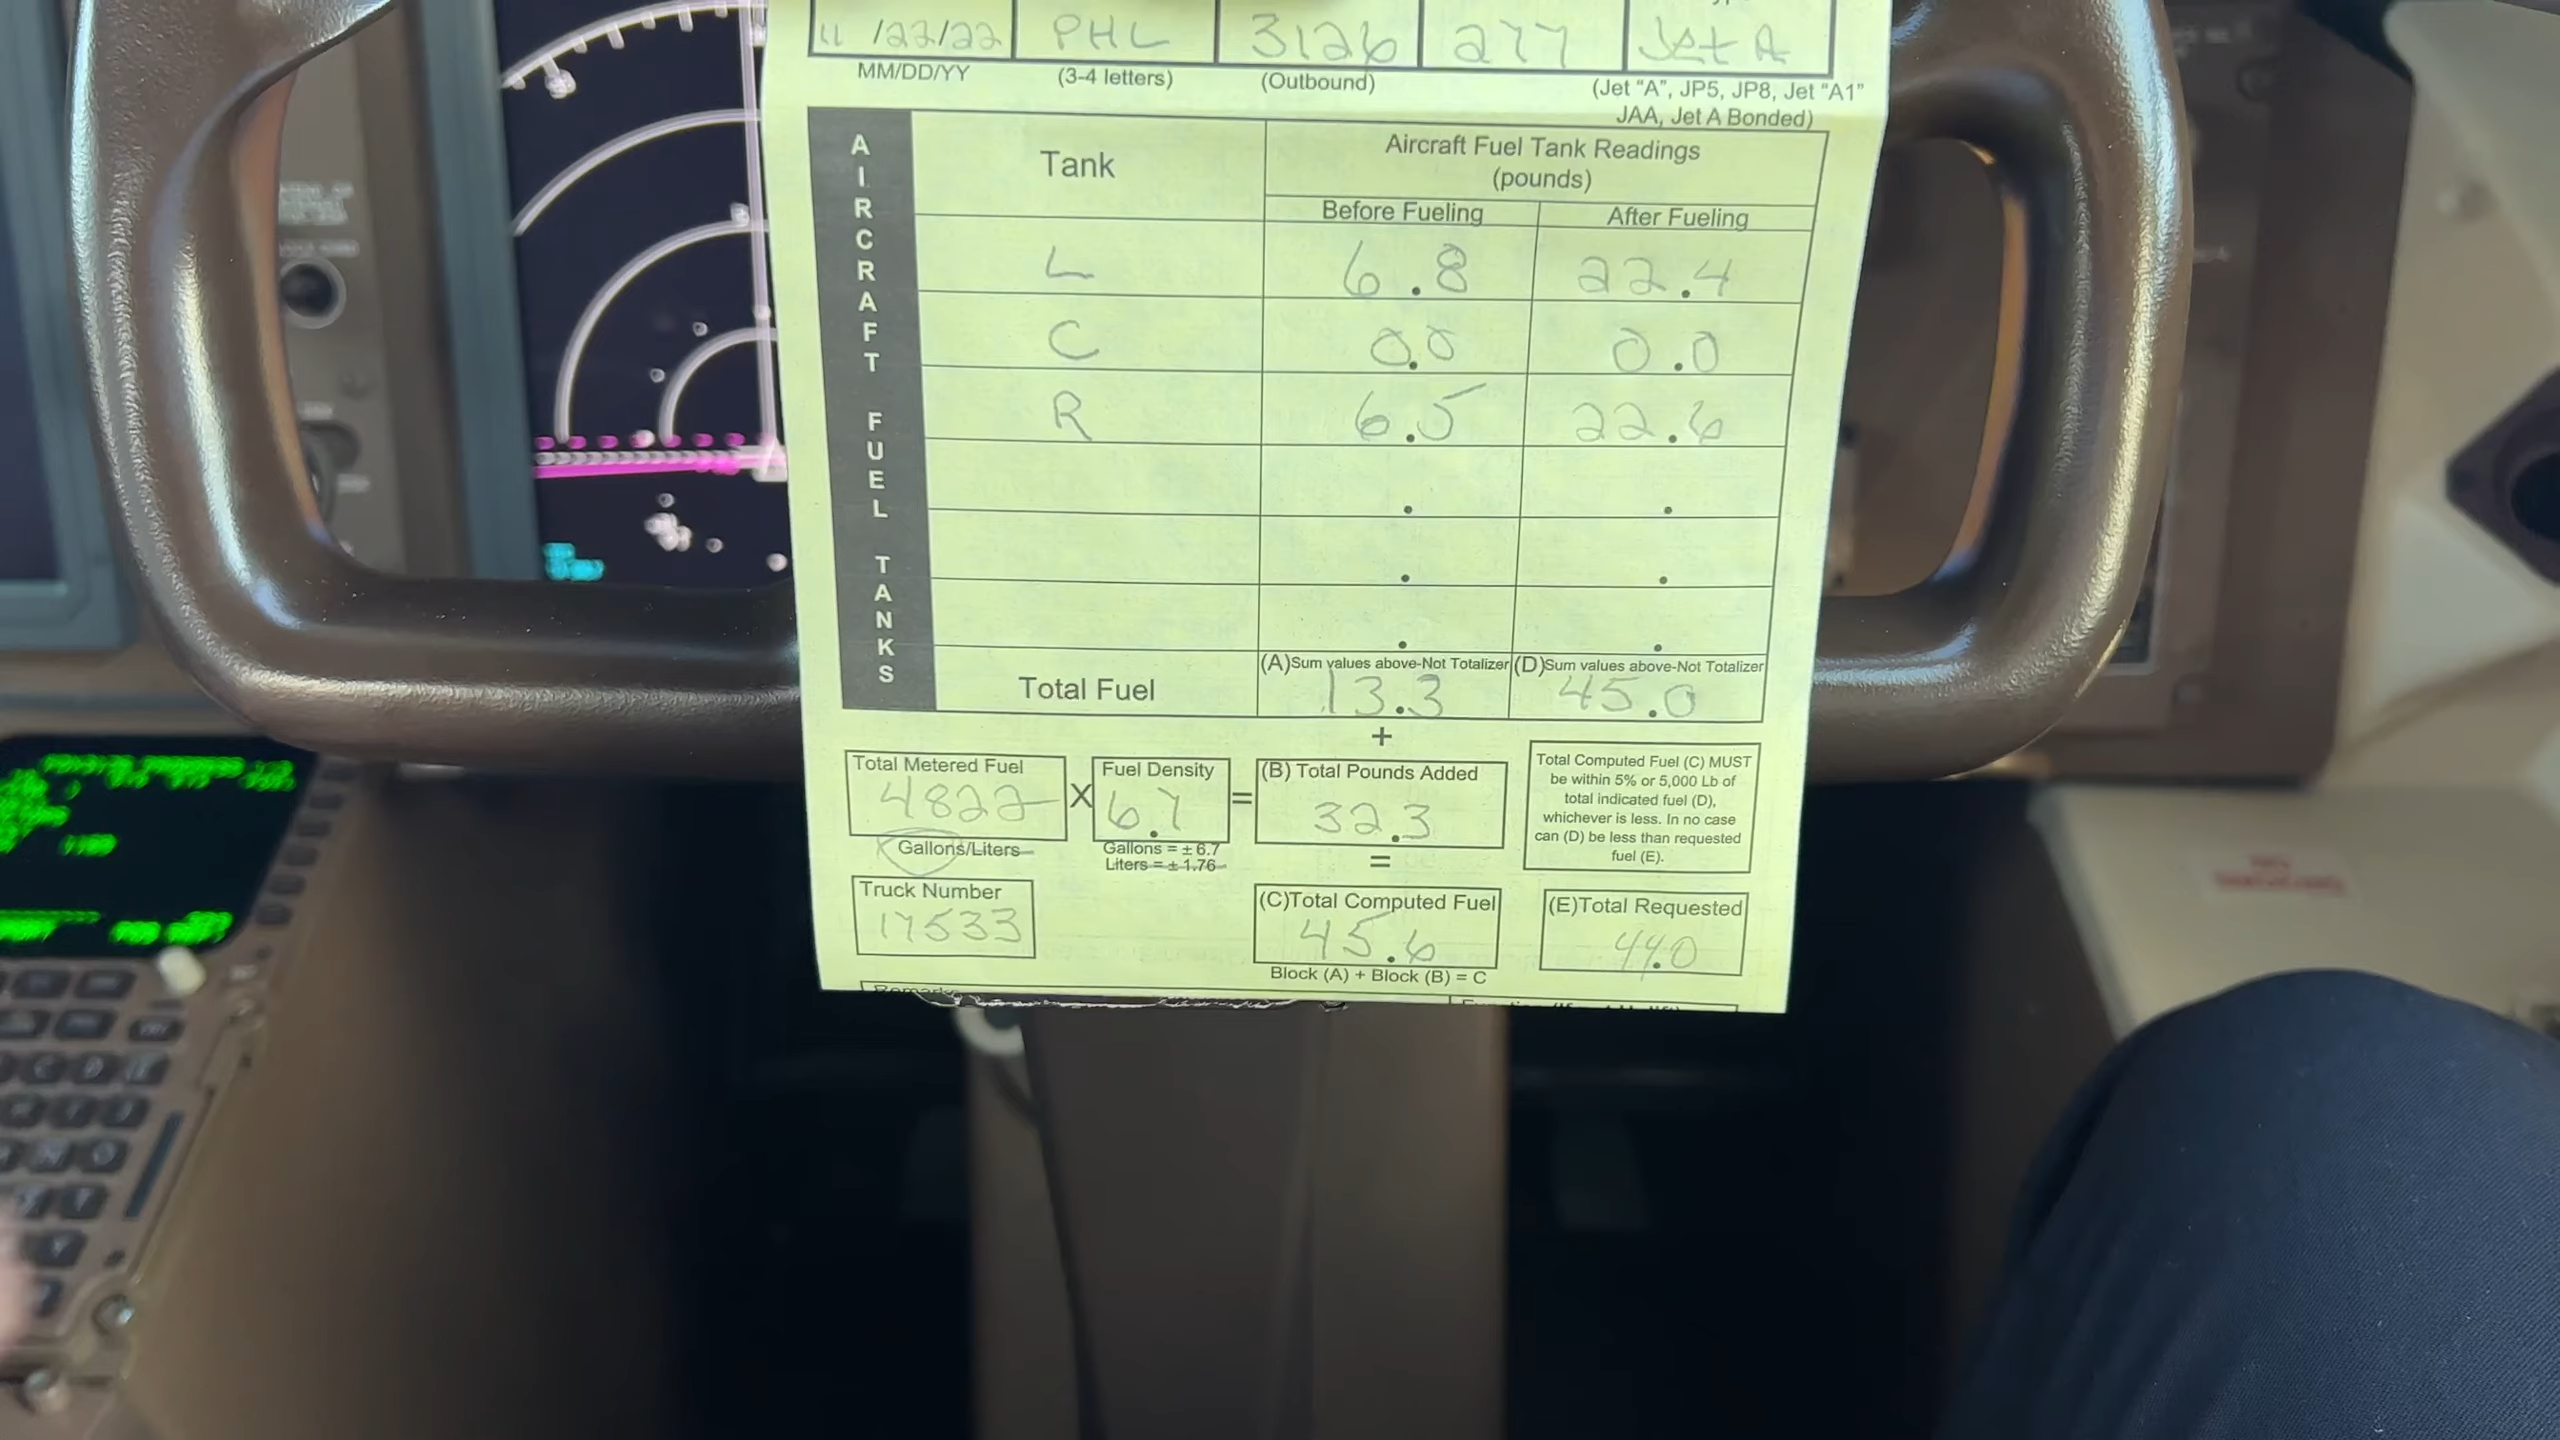 11/22/22 PHL 3126 277 Jet A
MM/DD/YY (3-4 letters) (Outbound) (Jet "A", JP5, JP8, Jet "A1"
JAA, Jet A Bonded)
AIRCRAFT FUEL TANKS
Tank Aircraft Fuel Tank Readings
(pounds)
Before Fueling After Fueling
L 6.8 22.4
C 0.0 0.0
R 6.5 22.6
. .
. .
. .
(A)Sum values above-Not Totalizer (D)Sum values above-Not Totalizer
Total Fuel 13.3 45.0
+
Total Metered Fuel Fuel Density (B) Total Pounds Added
4822 X 6.7 = 32.3
Gallons/Liters Gallons = ± 6.7
Liters = ± 1.76
=
Total Computed Fuel (C) MUST
be within 5% or 5,000 Lb of
total indicated fuel (D),
whichever is less. In no case
can (D) be less than requested
fuel (E).
Truck Number (C)Total Computed Fuel (E)Total Requested
17533 45.6 44.0
Block (A) + Block (B) = C
Remarks